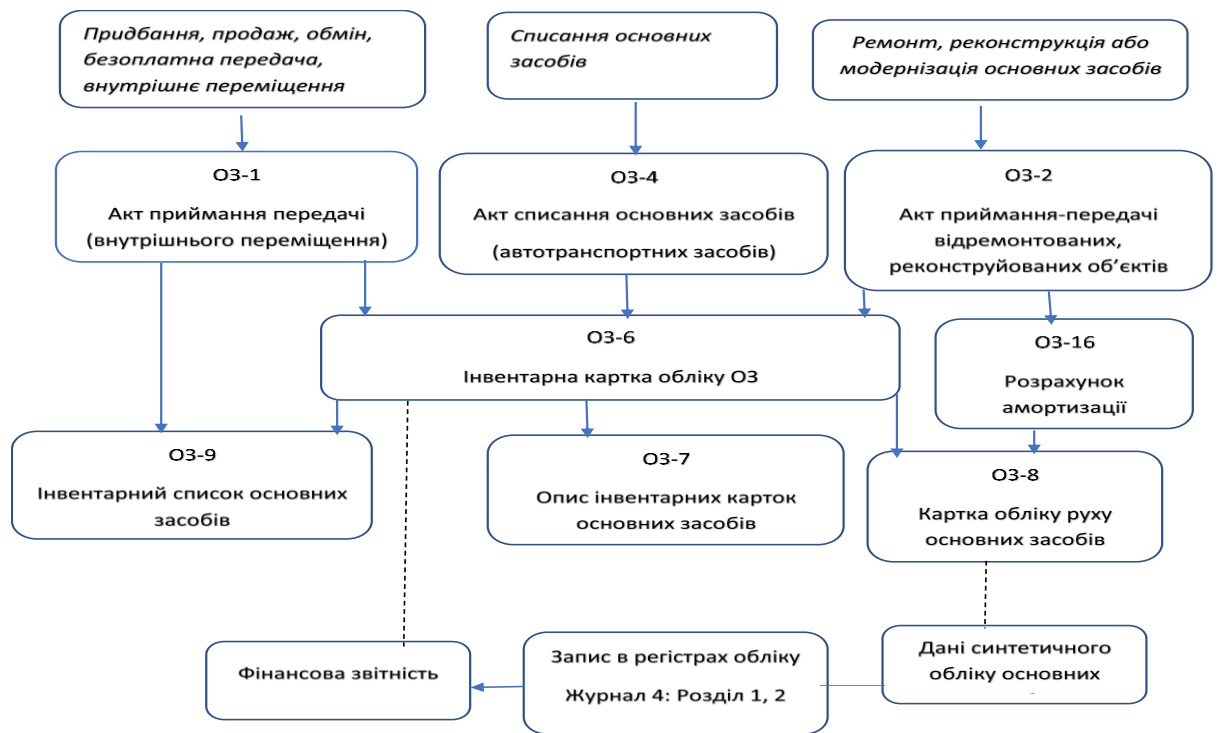 Придбання, продаж, обмін,
безоплатна передача,
внутрішнє переміщення
Списання основних
засобів
Ремонт, реконструкція або
модернізація основних засобів
ОЗ-1
Акт приймання передачі
(внутрішнього переміщення)
ОЗ-4
Акт списання основних засобів
(автотранспортних засобів)
ОЗ-2
Акт приймання-передачі
відремонтованих,
реконструйованих об’єктів
ОЗ-6
Інвентарна картка обліку ОЗ
ОЗ-16
Розрахунок
амортизації
ОЗ-9
Інвентарний список основних
засобів
ОЗ-7
Опис інвентарних карток
основних засобів
ОЗ-8
Картка обліку руху
основних засобів
Фінансова звітність
Запис в регістрах обліку
Журнал 4: Розділ 1, 2
Дані синтетичного
обліку основних